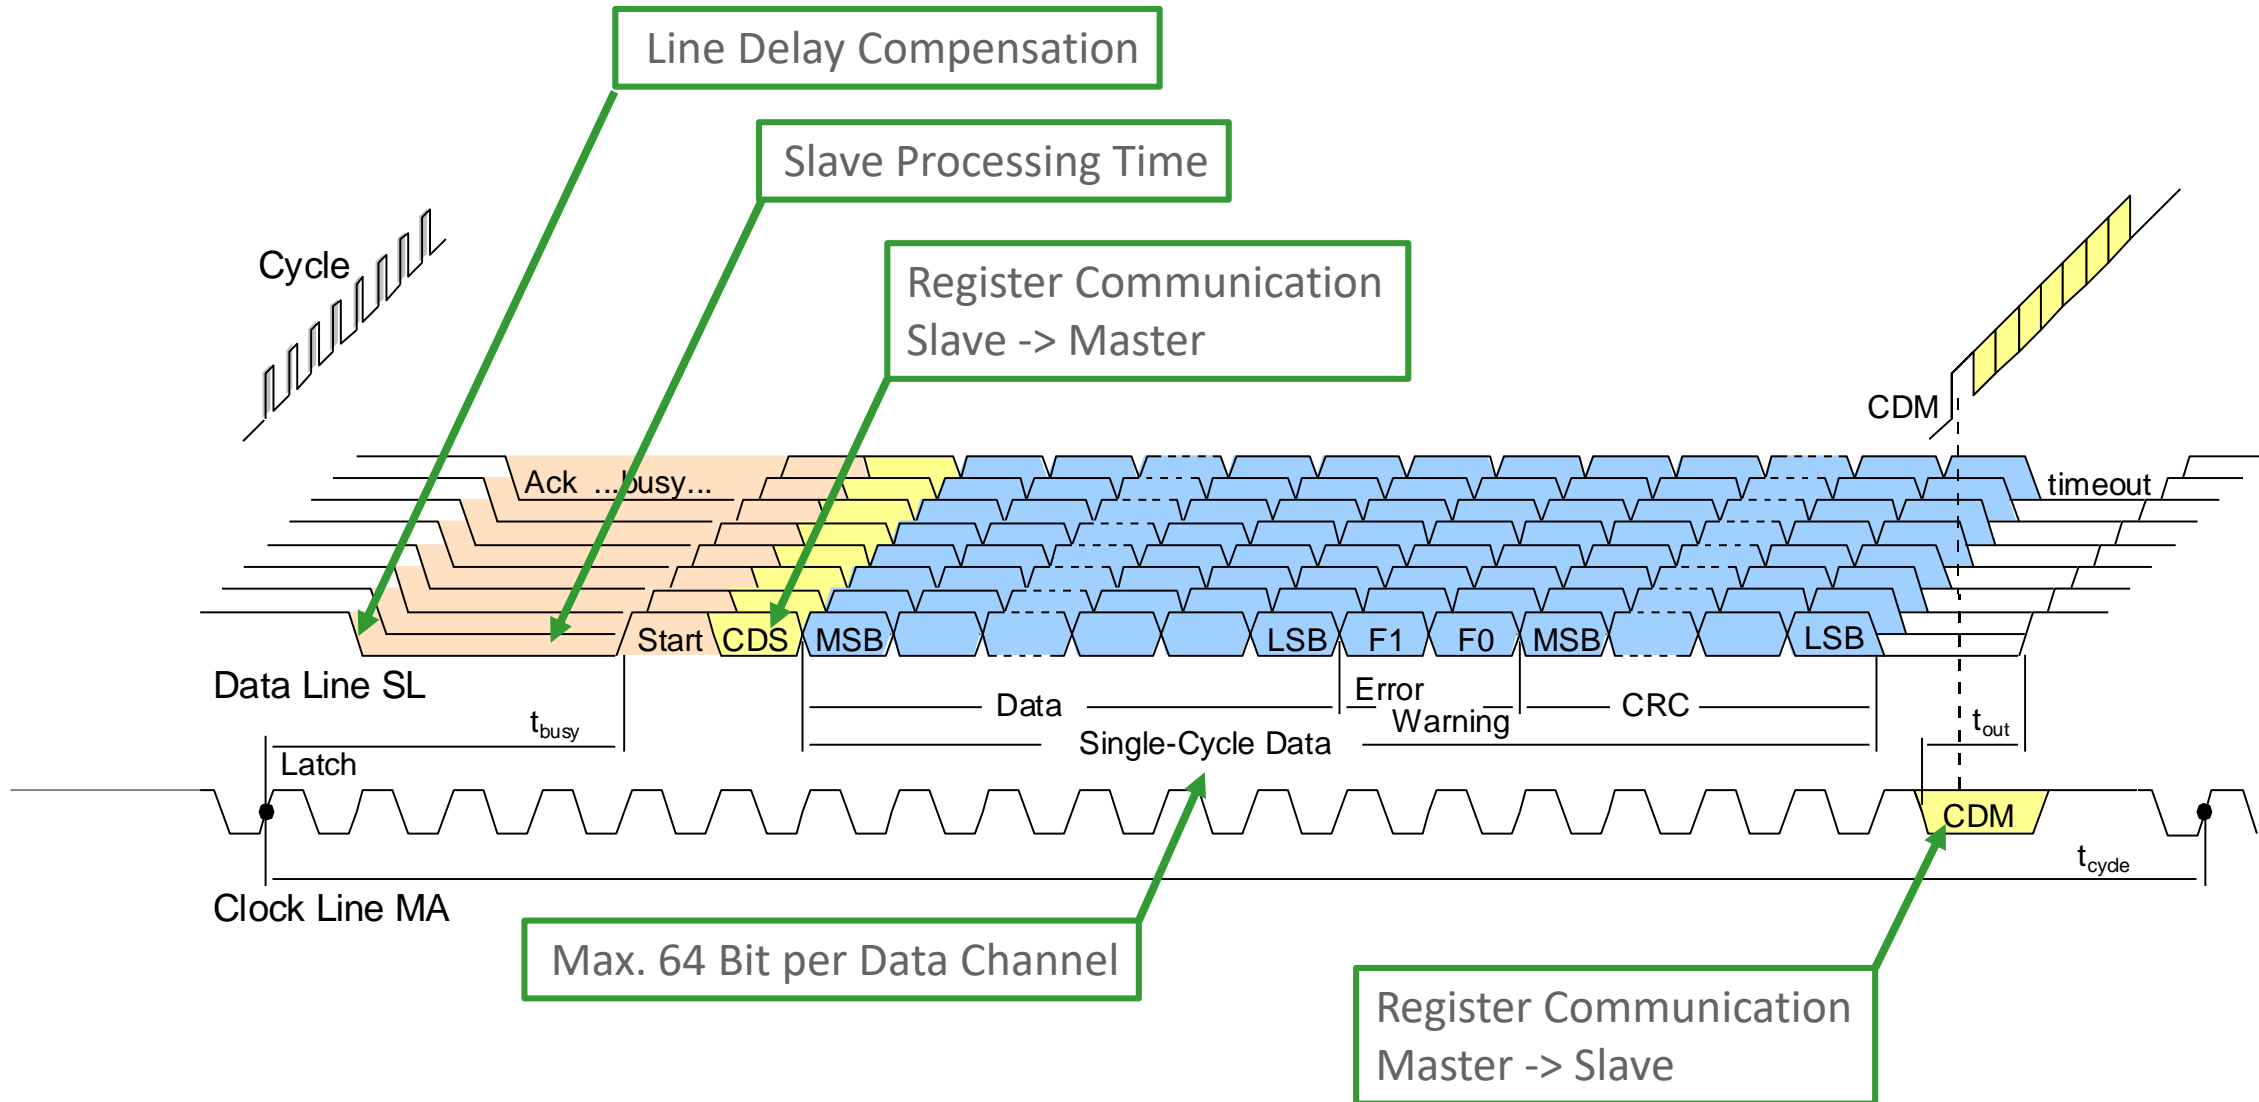 Line Delay Compensation
Slave Processing Time
Cycle
Register Communication
Slave -> Master
CDM
Ack ...busy...
timeout
Start CDS MSB LSB F1 F0 MSB LSB
Data Line SL
Data
Error
Warning
CRC
t_busy
t_out
Single-Cycle Data
Latch
CDM
t_cycle
Clock Line MA
Max. 64 Bit per Data Channel
Register Communication
Master -> Slave